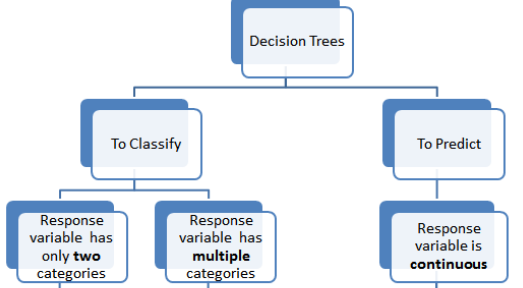 Decision Trees
To Classify
To Predict
Response
variable has
only two
categories
Response
variable has
multiple
categories
Response
variable is
continuous